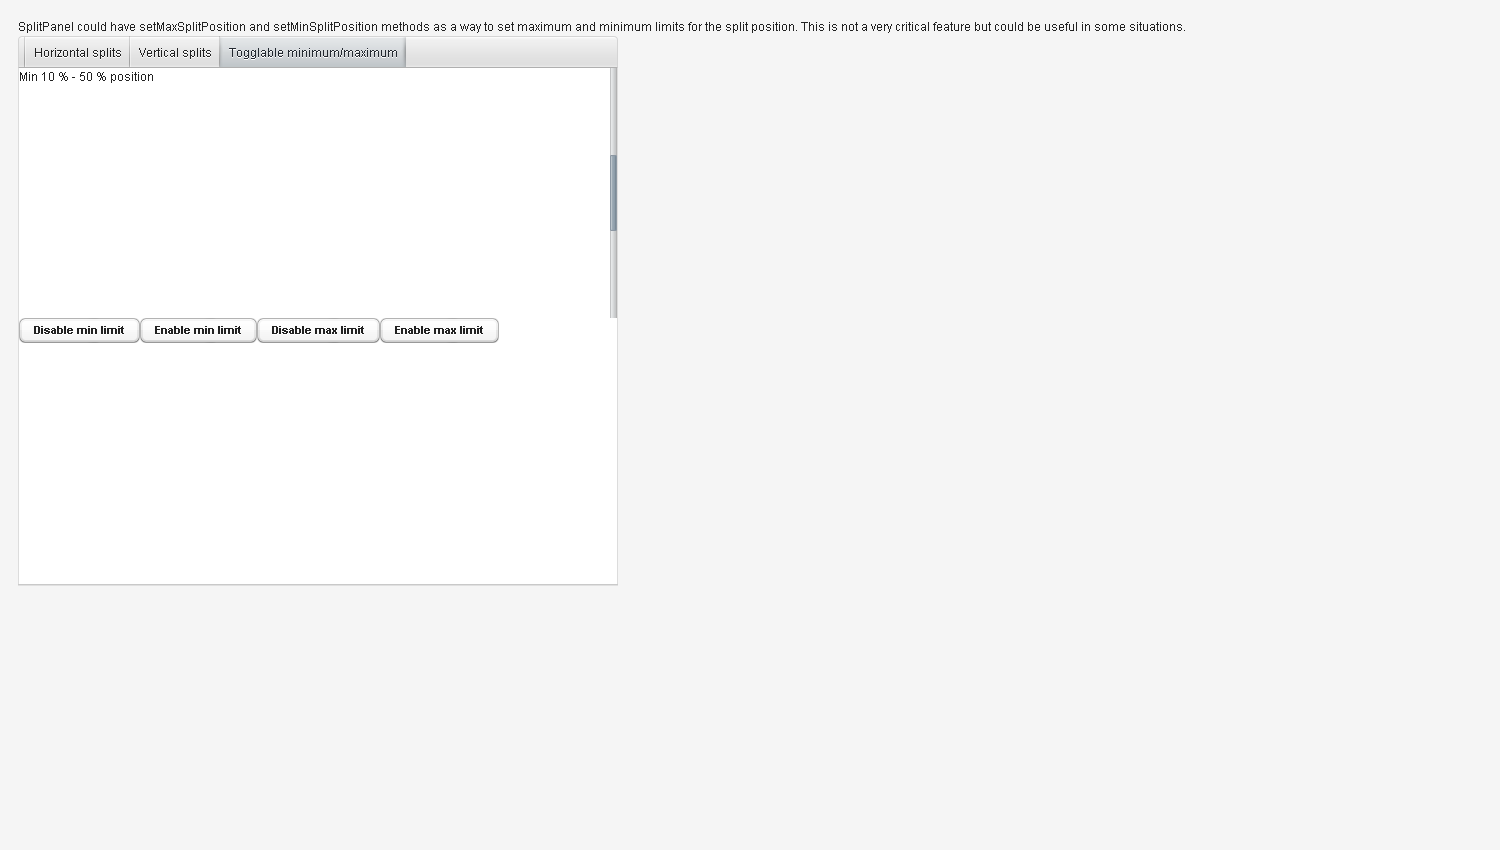 SplitPanel could have setMaxSplitPosition and setMinSplitPosition methods as a way to set maximum and minimum limits for the split position. This is not a very critical feature but could be useful in some situations.
Horizontal splits Vertical splits Togglable minimum/maximum
Min 10 % - 50 % position
Disable min limit Enable min limit Disable max limit Enable max limit